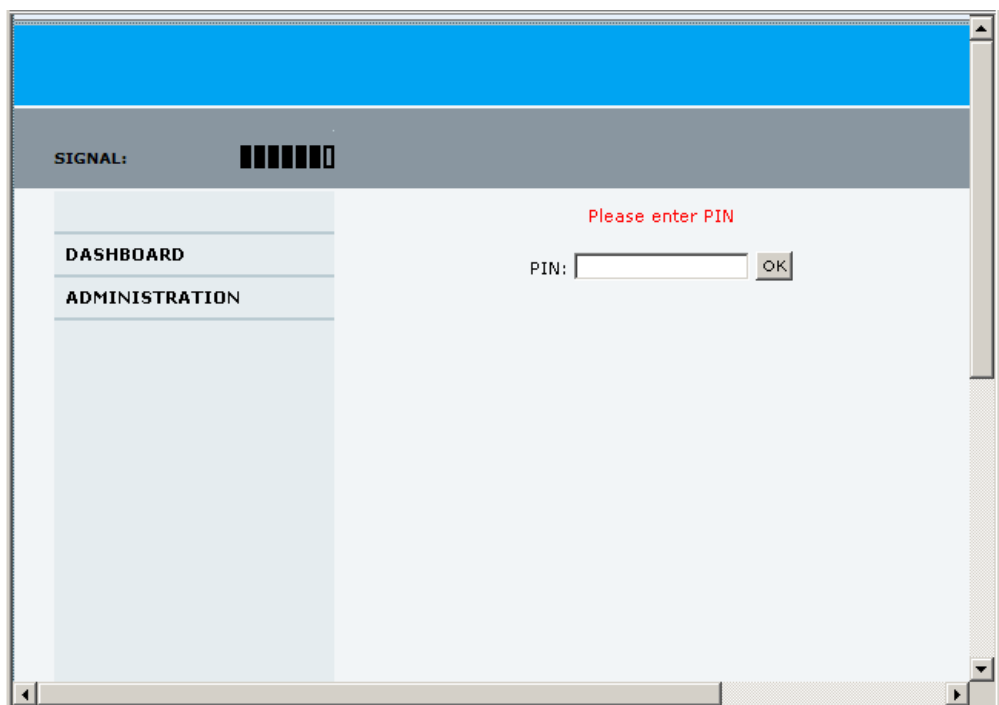 SIGNAL:
Please enter PIN
DASHBOARD
PIN: OK
ADMINISTRATION